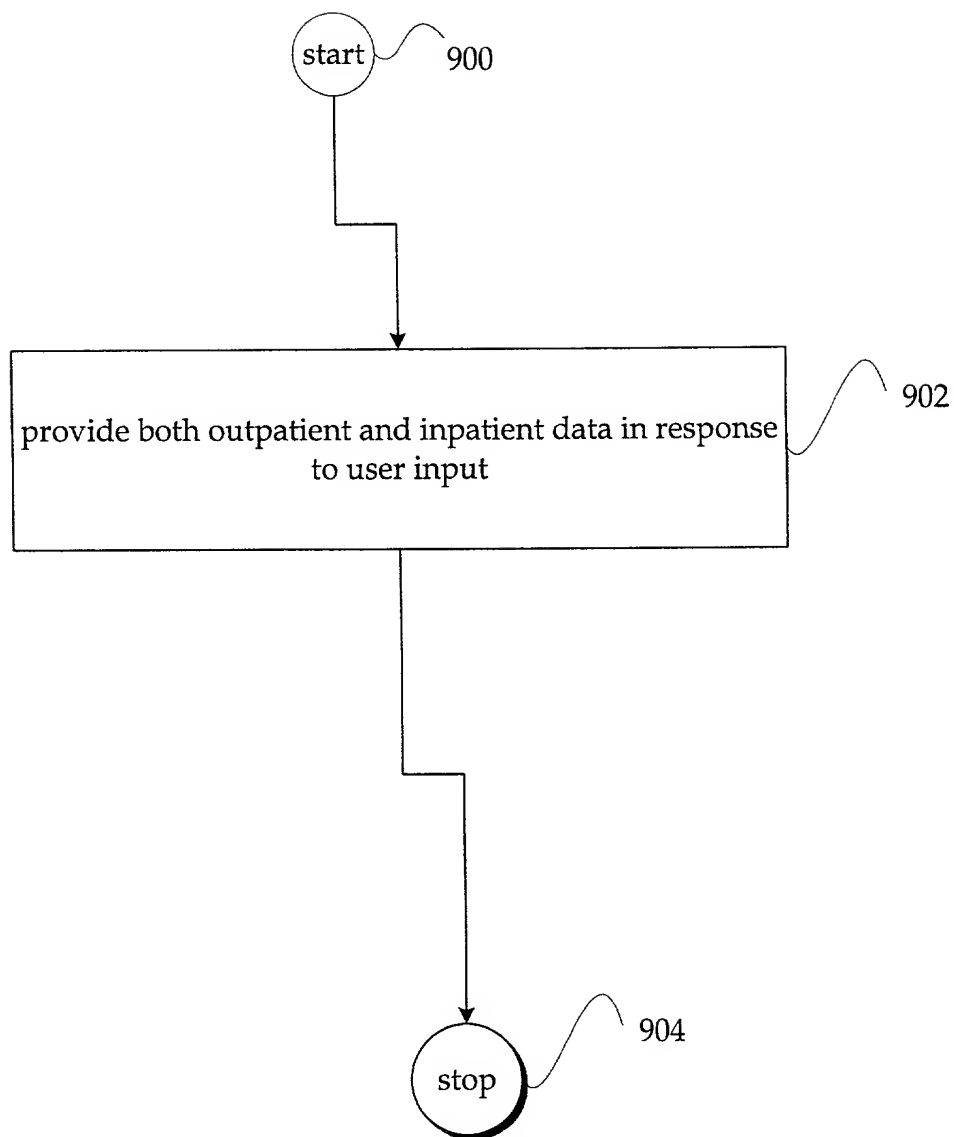 start
900
provide both outpatient and inpatient data in response
to user input
902
904
stop